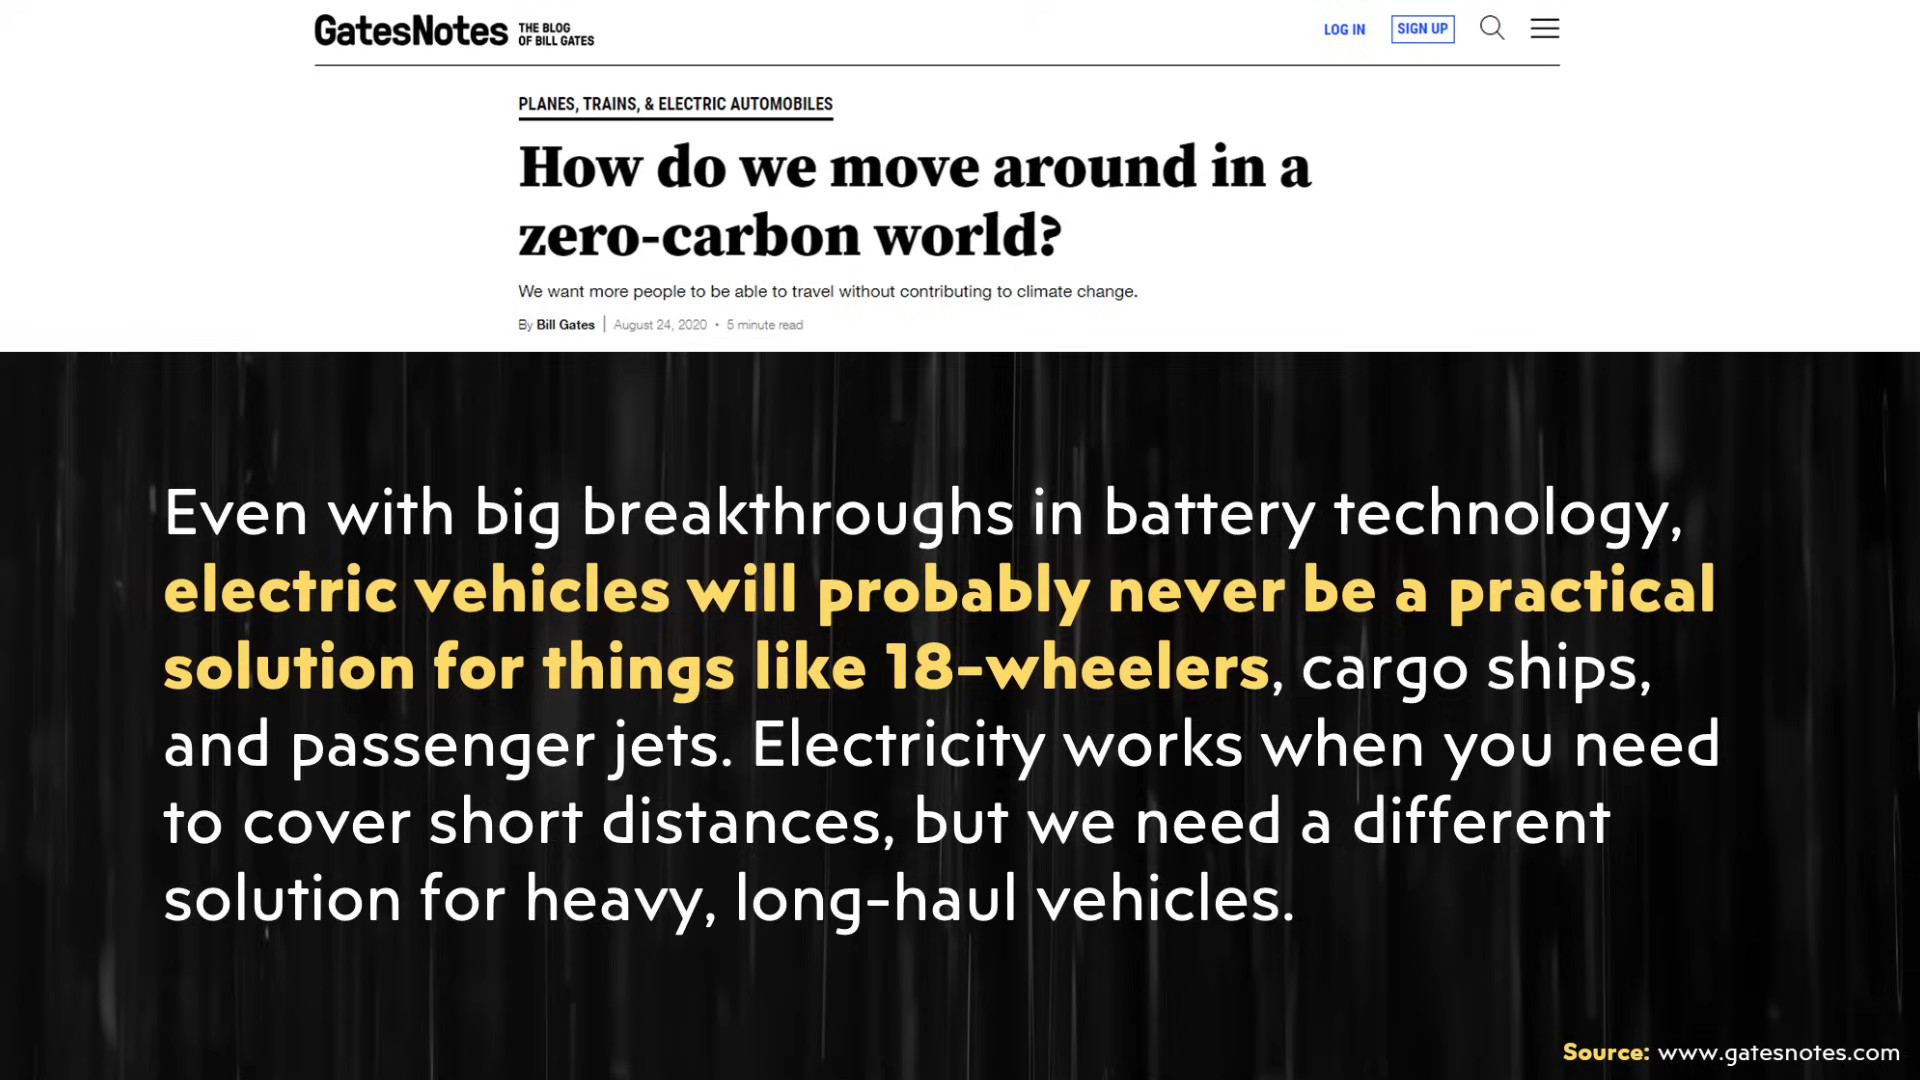 GatesNotes THE BLOG
OF BILL GATES
LOG IN
SIGN UP
PLANES, TRAINS, & ELECTRIC AUTOMOBILES
How do we move around in a
zero-carbon world?
We want more people to be able to travel without contributing to climate change.
By Bill Gates | August 24, 2020 • 5 minute read
Even with big breakthroughs in battery technology,
electric vehicles will probably never be a practical
solution for things like 18-wheelers, cargo ships,
and passenger jets. Electricity works when you need
to cover short distances, but we need a different
solution for heavy, long-haul vehicles.
Source: www.gatesnotes.com